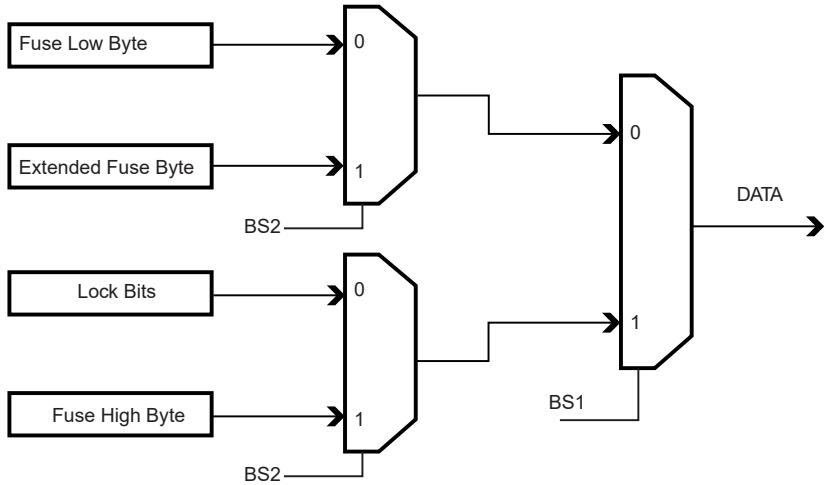 Fuse Low Byte
0
Extended Fuse Byte
1
BS2
0
DATA
Lock Bits
0
1
Fuse High Byte
1
BS1
BS2